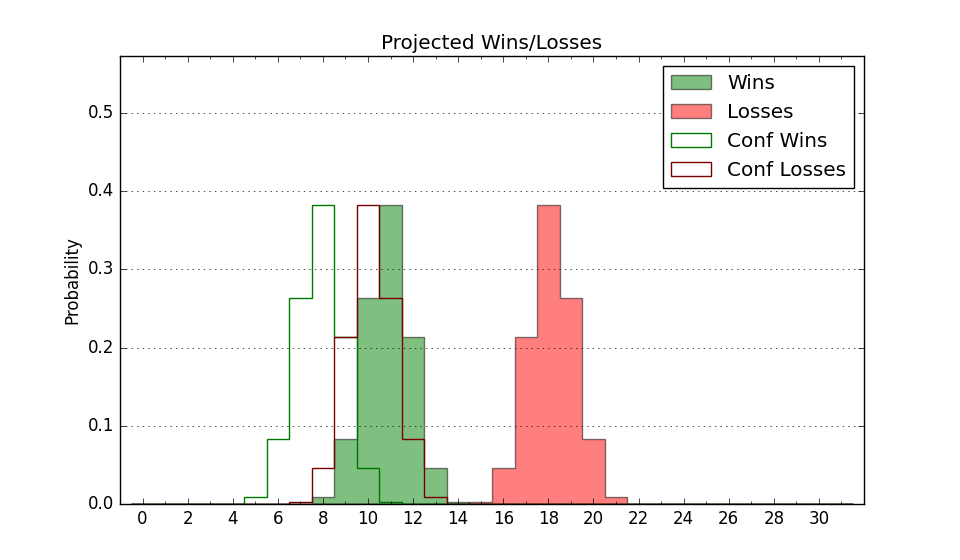 Projected Wins/Losses
Wins
Losses
Conf Wins
Conf Losses
Probability
0.5
0.4
0.3
0.2
0.1
0.0
0 2 4 6 8 10 12 14 16 18 20 22 24 26 28 30